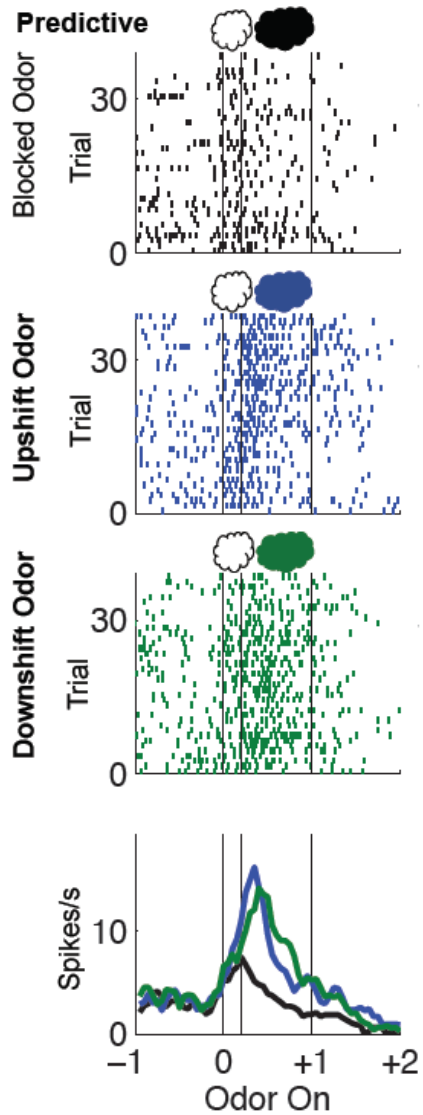 Predictive
Blocked Odor
Trial
30
0
Upshift Odor
Trial
30
0
Downshift Odor
Trial
30
0
Spikes/s
10
0
−1 0 +1 +2
Odor On